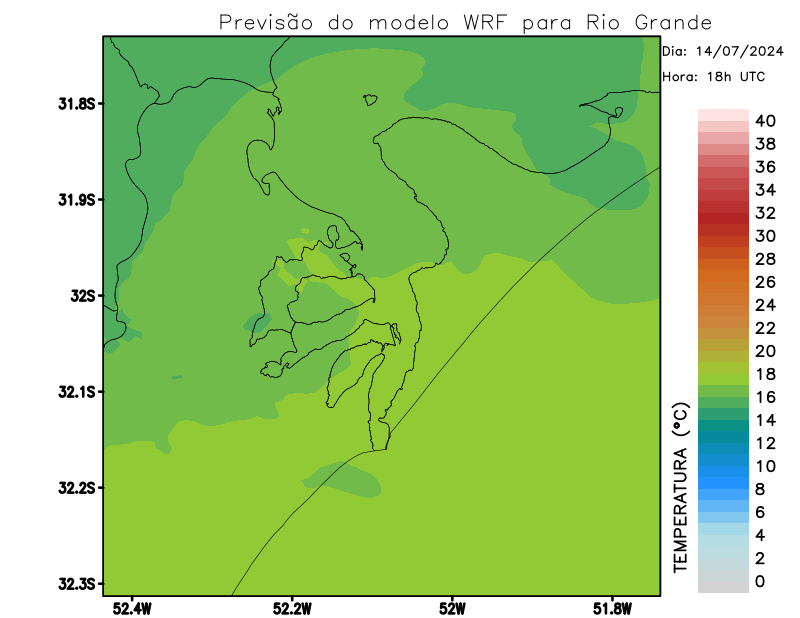 Previsão do modelo WRF para Rio Grande
Dia: 14/07/2024
Hora: 18h UTC
31.8S
31.9S
32S
32.1S
32.2S
32.3S
52.4W
52.2W
52W
51.8W
TEMPERATURA (°C)
40
38
36
34
32
30
28
26
24
22
20
18
16
14
12
10
8
6
4
2
0